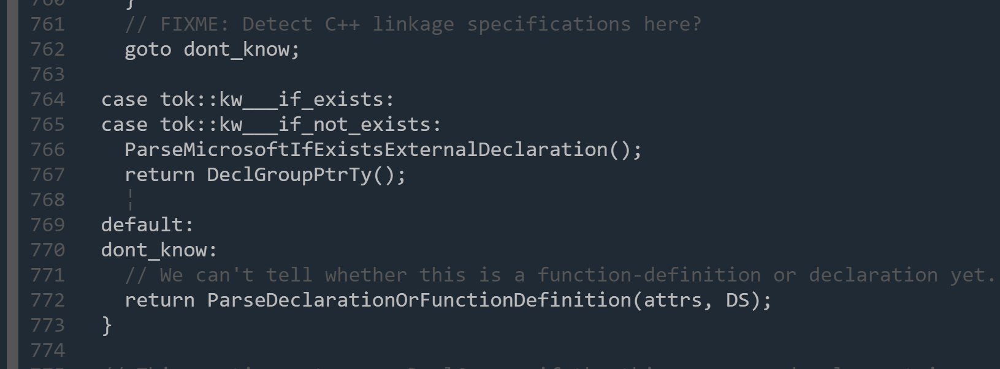 760 }
761 // FIXME: Detect C++ linkage specifications here?
762 goto dont_know;
763
764 case tok::kw___if_exists:
765 case tok::kw___if_not_exists:
766 ParseMicrosoftIfExistsExternalDeclaration();
767 return DeclGroupPtrTy();
768
769 default:
770 dont_know:
771 // We can't tell whether this is a function-definition or declaration yet.
772 return ParseDeclarationOrFunctionDefinition(attrs, DS);
773 }
774